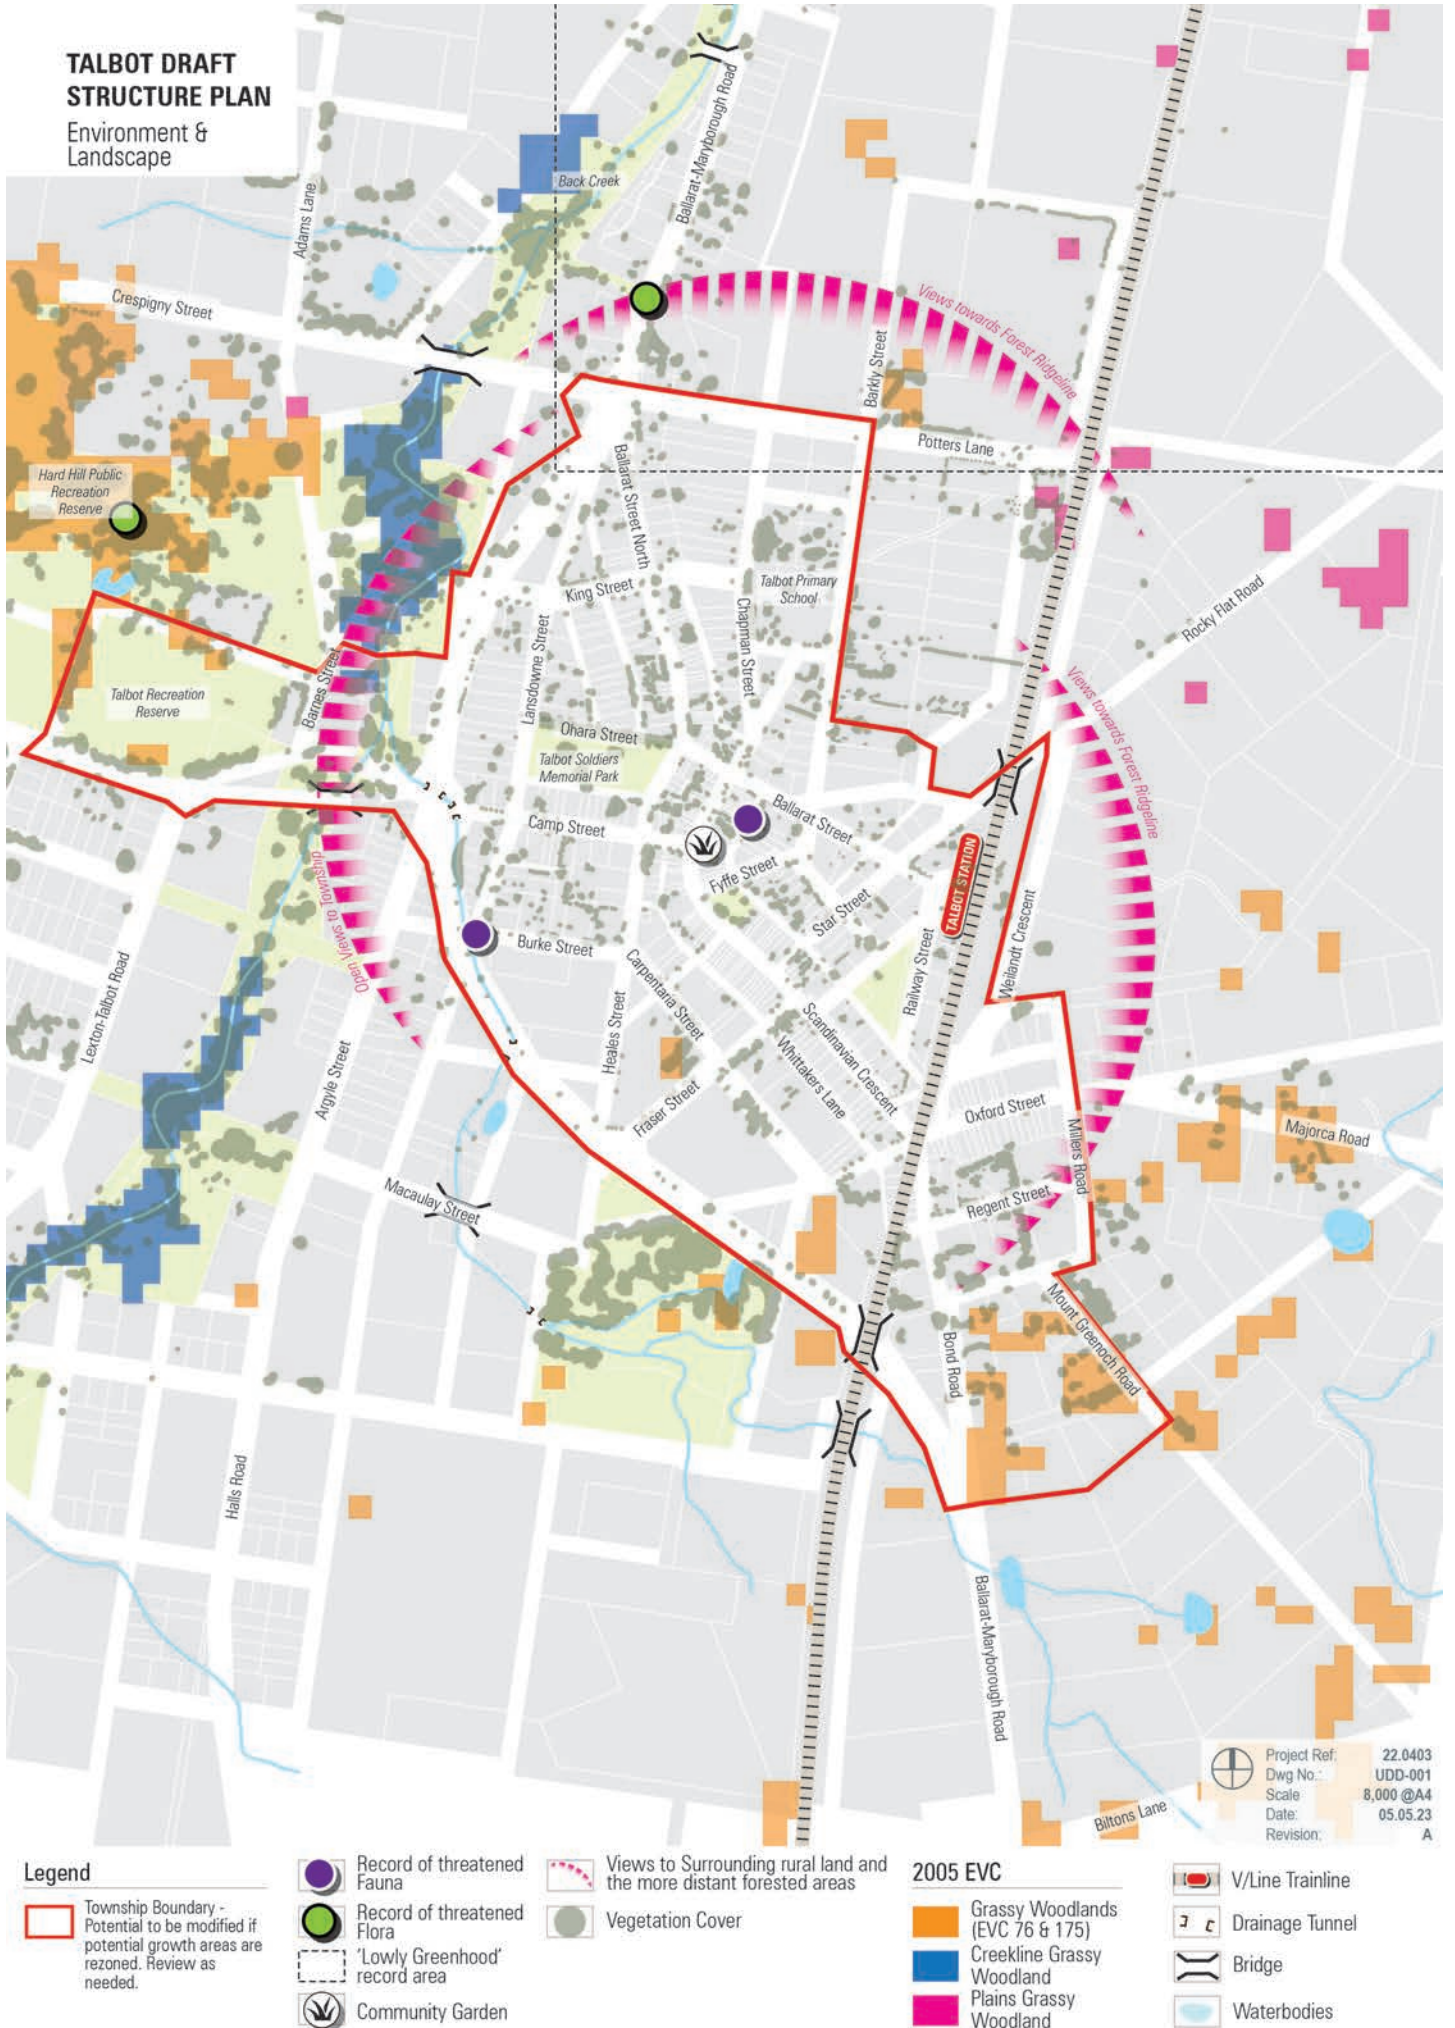 TALBOT DRAFT
STRUCTURE PLAN
Environment &
Landscape
Ballarat-Maryborough Road
Back Creek
Adams Lane
Crespigny Street
Views towards Forest Ridgeline
Barkly Street
Potters Lane
Hard Hill Public
Recreation
Reserve
Ballarat Street North
Talbot Primary
School
King Street
Chapman Street
Rocky Flat Road
Lansdowne Street
Barnes Street
Talbot Recreation
Reserve
Ohara Street
Talbot Soldiers
Memorial Park
Views towards Forest Ridgeline
Camp Street
Ballarat Street
Fyffe Street
TALBOT STATION
Star Street
Weilandt Crescent
Railway Street
Open Views to Township
Burke Street
Carpentaria Street
Lexton-Talbot Road
Heales Street
Scandinavian Crescent
Whittakers Lane
Argyle Street
Fraser Street
Oxford Street
Millers Road
Majorca Road
Macaulay Street
Regent Street
Mount Greenoch Road
Bond Road
Halls Road
Ballarat-Maryborough Road
Biltons Lane
Project Ref: 22.0403
Dwg No.: UDD-001
Scale 8,000 @A4
Date: 05.05.23
Revision: A
Legend
Township Boundary -
Potential to be modified if
potential growth areas are
rezoned. Review as
needed.
Record of threatened
Fauna
Record of threatened
Flora
'Lowly Greenhood'
record area
Community Garden
Views to Surrounding rural land and
the more distant forested areas
Vegetation Cover
2005 EVC
Grassy Woodlands
(EVC 76 & 175)
Creekline Grassy
Woodland
Plains Grassy
Woodland
V/Line Trainline
Drainage Tunnel
Bridge
Waterbodies